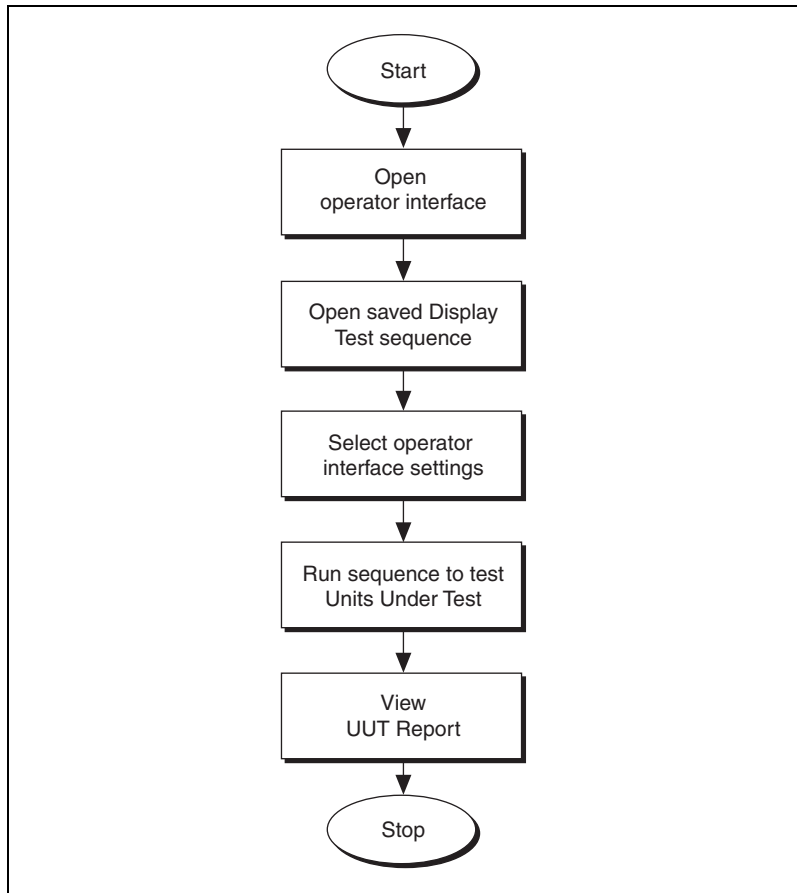 Start
Open
operator interface
Open saved Display
Test sequence
Select operator
interface settings
Run sequence to test
Units Under Test
View
UUT Report
Stop